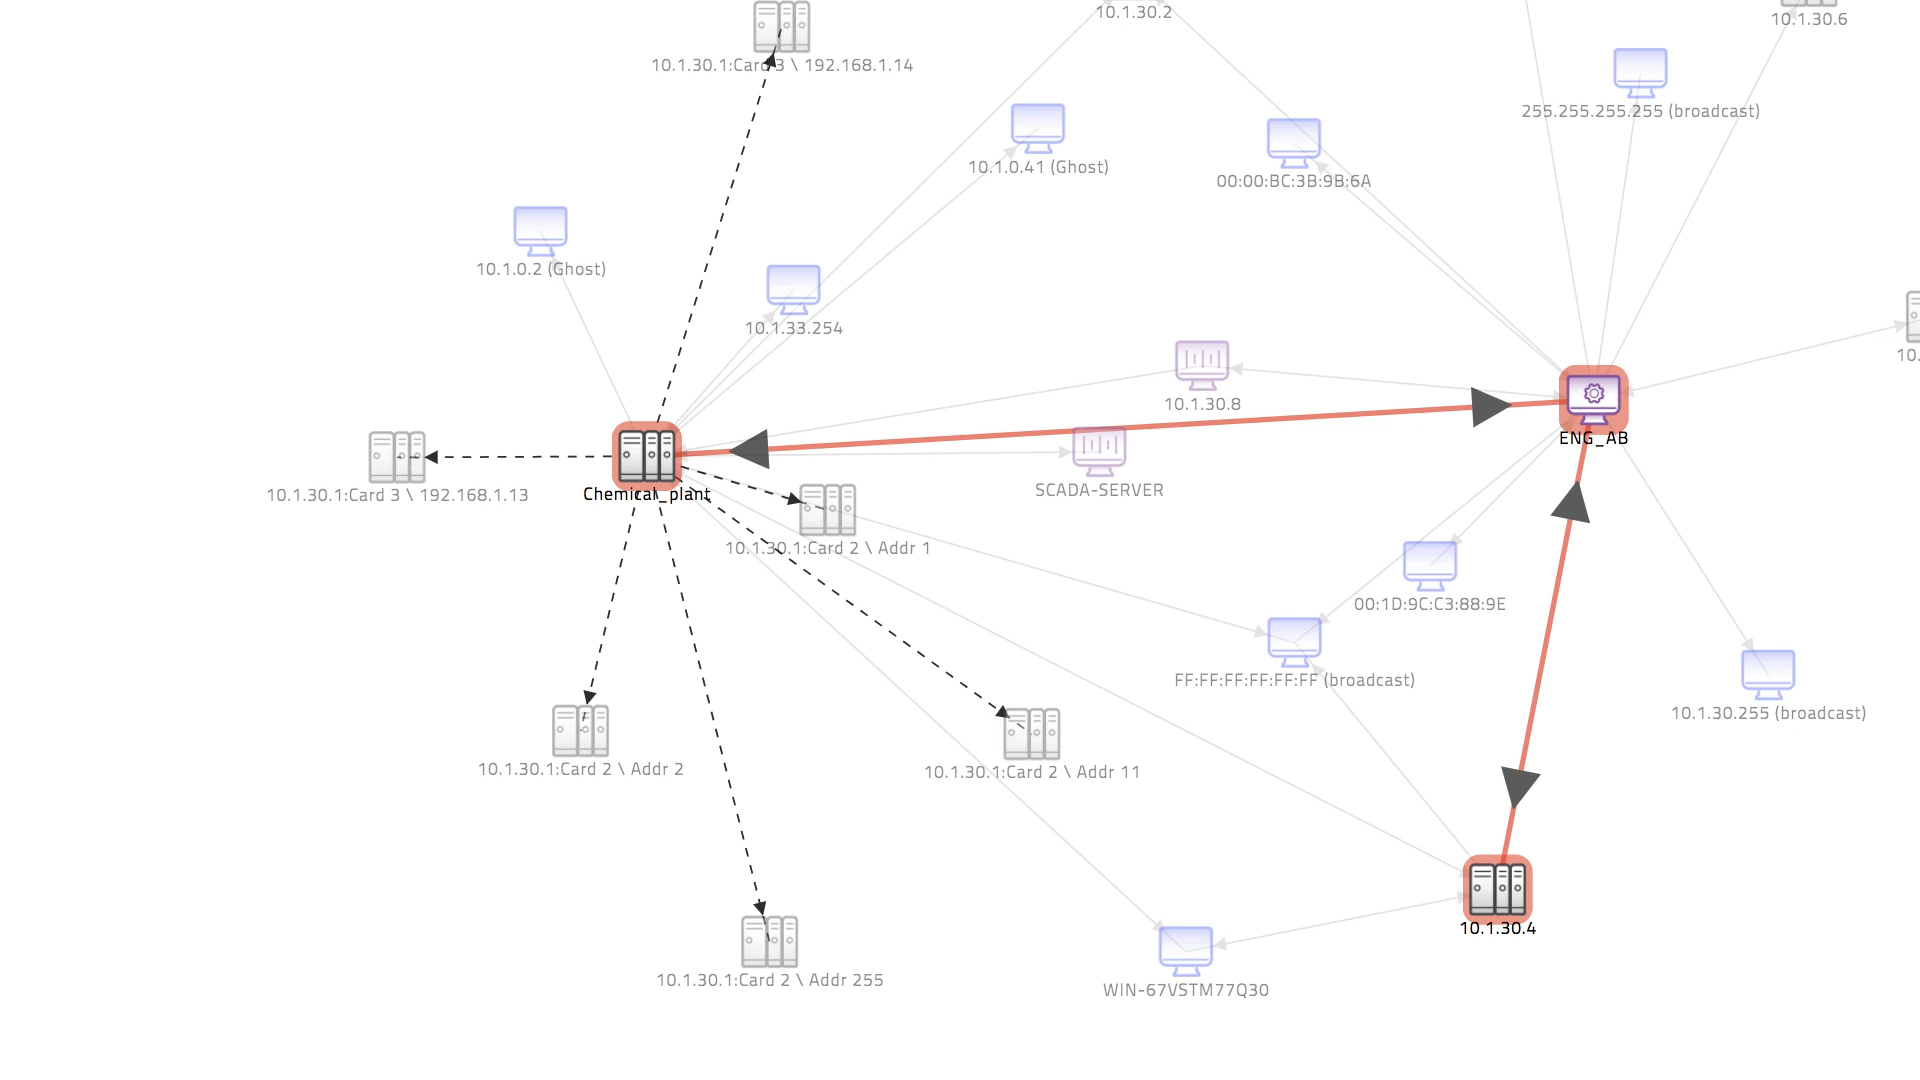 10.1.30.2
10.1.30.6
10.1.30.1:Card 3 \ 192.168.1.14
255.255.255.255 (broadcast)
10.1.0.41 (Ghost)
00:00:BC:3B:9B:6A
10.1.0.2 (Ghost)
10.1.33.254
10.
10.1.30.8
ENG_AB
SCADA-SERVER
10.1.30.1:Card 3 \ 192.168.1.13
Chemical_plant
10.1.30.1:Card 2 \ Addr 1
00:1D:9C:C3:88:9E
FF:FF:FF:FF:FF:FF (broadcast)
10.1.30.255 (broadcast)
10.1.30.1:Card 2 \ Addr 2
10.1.30.1:Card 2 \ Addr 11
10.1.30.4
10.1.30.1:Card 2 \ Addr 255
WIN-67VSTM77Q30